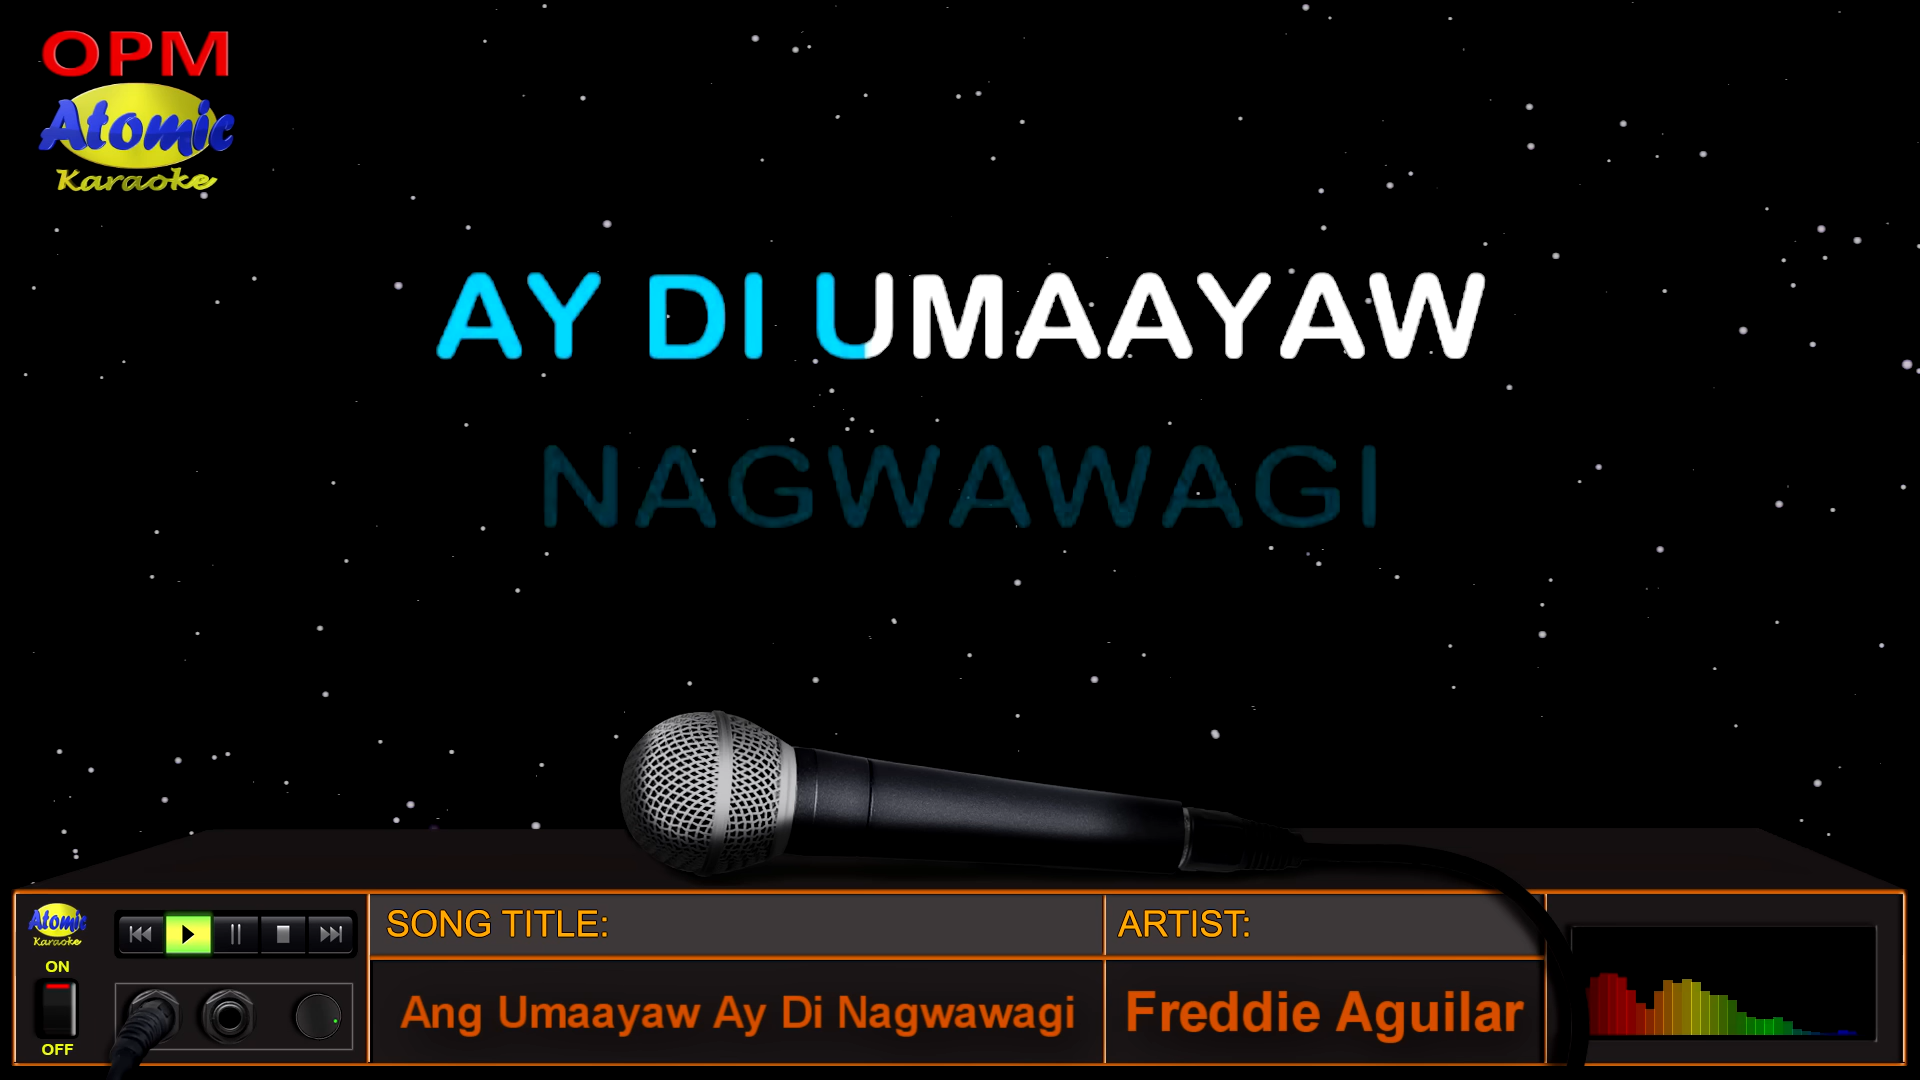 OPM
Atomic
Karaoke
AY DI UMAAYAW
NAGWAWAGI
Atomic
Karaoke
ON
OFF
SONG TITLE:
ARTIST:
Ang Umaayaw Ay Di Nagwawagi
Freddie Aguilar